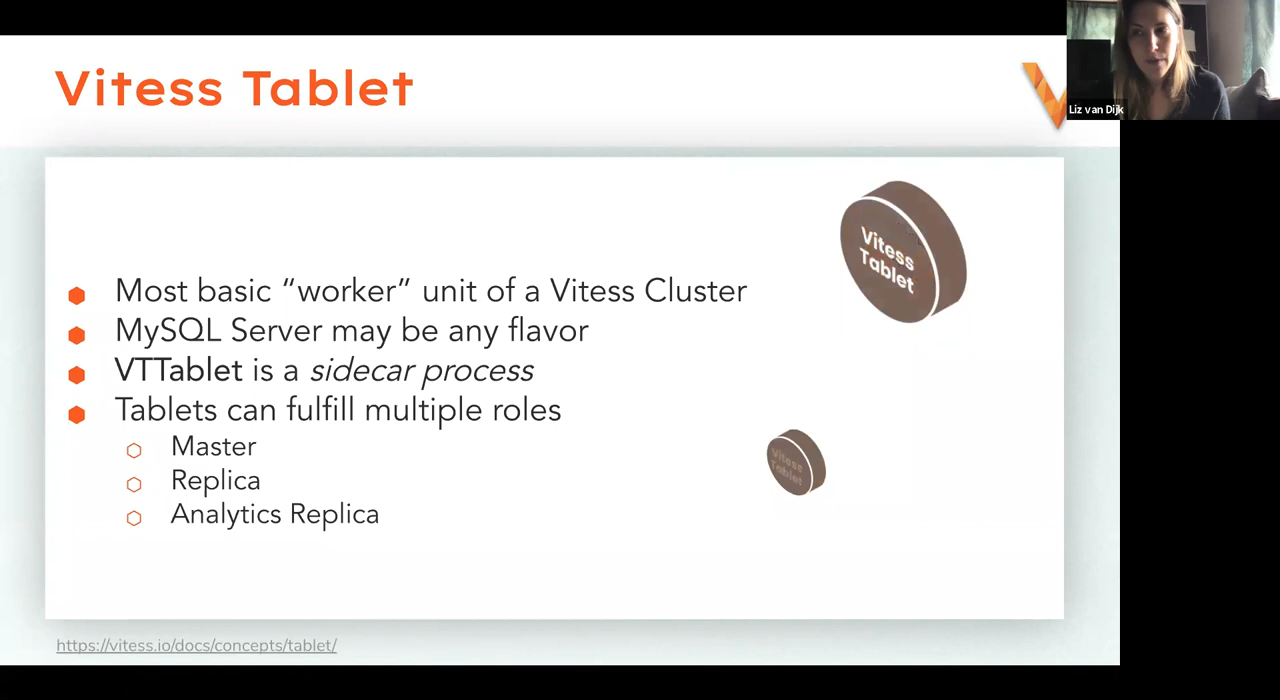 Vitess Tablet
Liz van Dijk
Vitess
Tablet
Most basic “worker” unit of a Vitess Cluster
MySQL Server may be any flavor
VTTablet is a sidecar process
Tablets can fulfill multiple roles
Master
Replica
Analytics Replica
Vitess
Tablet
https://vitess.io/docs/concepts/tablet/